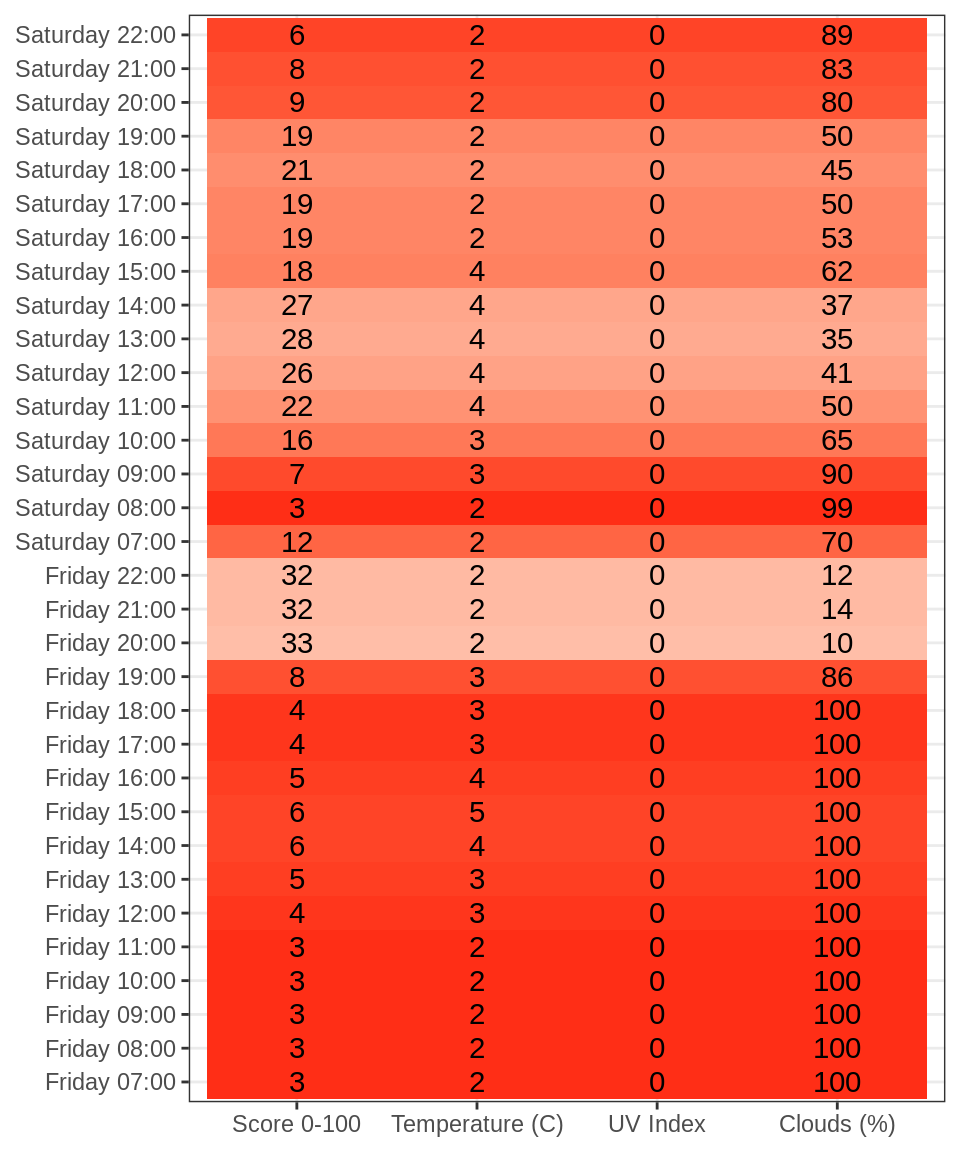 Saturday 22:00 6 2 0 89
Saturday 21:00 8 2 0 83
Saturday 20:00 9 2 0 80
Saturday 19:00 19 2 0 50
Saturday 18:00 21 2 0 45
Saturday 17:00 19 2 0 50
Saturday 16:00 19 2 0 53
Saturday 15:00 18 4 0 62
Saturday 14:00 27 4 0 37
Saturday 13:00 28 4 0 35
Saturday 12:00 26 4 0 41
Saturday 11:00 22 4 0 50
Saturday 10:00 16 3 0 65
Saturday 09:00 7 3 0 90
Saturday 08:00 3 2 0 99
Saturday 07:00 12 2 0 70
Friday 22:00 32 2 0 12
Friday 21:00 32 2 0 14
Friday 20:00 33 2 0 10
Friday 19:00 8 3 0 86
Friday 18:00 4 3 0 100
Friday 17:00 4 3 0 100
Friday 16:00 5 4 0 100
Friday 15:00 6 5 0 100
Friday 14:00 6 4 0 100
Friday 13:00 5 3 0 100
Friday 12:00 4 3 0 100
Friday 11:00 3 2 0 100
Friday 10:00 3 2 0 100
Friday 09:00 3 2 0 100
Friday 08:00 3 2 0 100
Friday 07:00 3 2 0 100
Score 0-100 Temperature (C) UV Index Clouds (%)